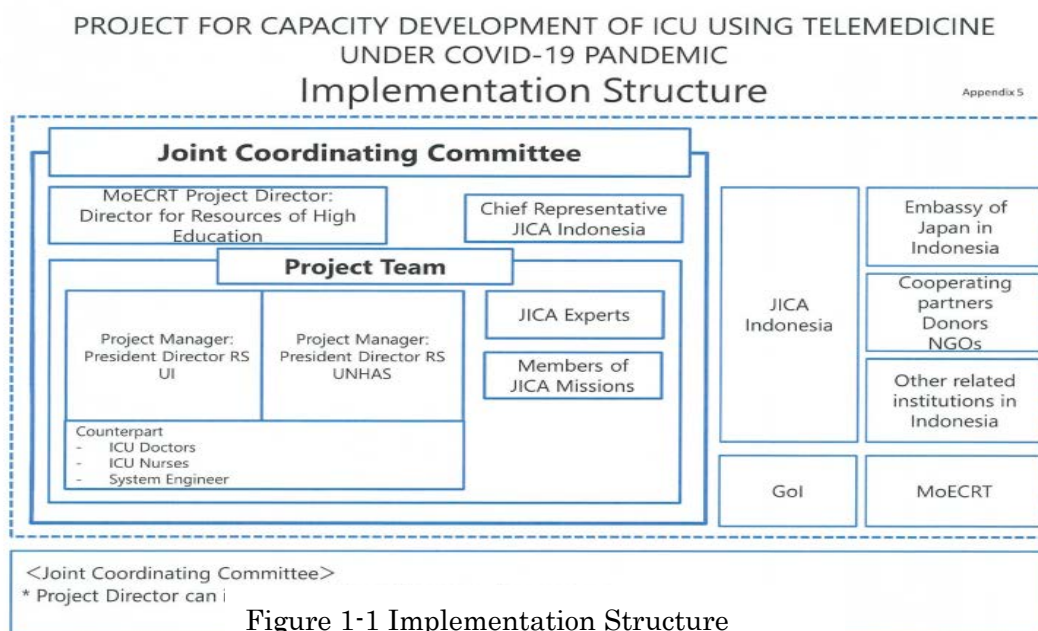 PROJECT FOR CAPACITY DEVELOPMENT OF ICU USING TELEMEDICINE
UNDER COVID-19 PANDEMIC
Implementation Structure
Appendix 5
Joint Coordinating Committee
MoECRT Project Director:
Director for Resources of High
Education
Chief Representative
JICA Indonesia
Project Team
Project Manager:
President Director RS
UI
Project Manager:
President Director RS
UNHAS
JICA Experts
Members of
JICA Missions
Counterpart
- ICU Doctors
- ICU Nurses
- System Engineer
JICA
Indonesia
Embassy of
Japan in
Indonesia
Cooperating
partners
Donors
NGOs
Other related
institutions in
Indonesia
GoI
MoECRT
<Joint Coordinating Committee>
* Project Director can
Figure 1-1 Implementation Structure